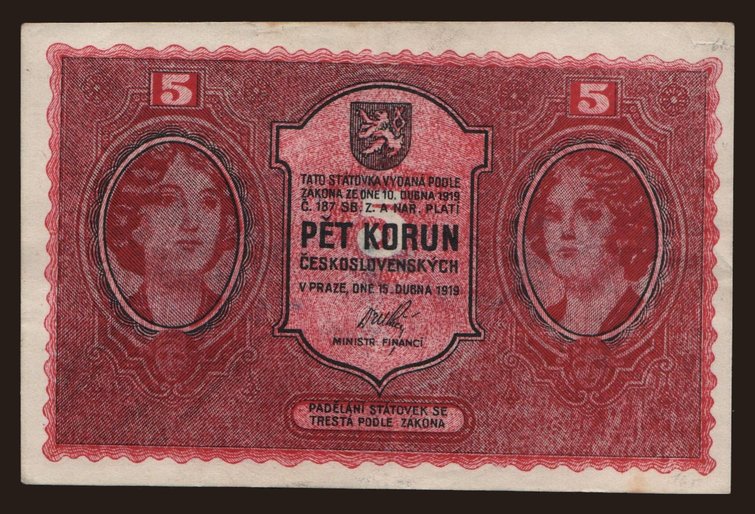 5
5
TATO STÁTOVKA VYDANÁ PODLE
ZÁKONA ZE DNE 10. DUBNA 1919
Č. 187 SB. Z. A NAŘ. PLATÍ
PĚT KORUN
ČESKOSLOVENSKÝCH
V PRAZE, DNE 15. DUBNA 1919
MINISTR FINANCÍ
PADĚLÁNÍ STÁTOVEK SE
TRESTÁ PODLE ZÁKONA